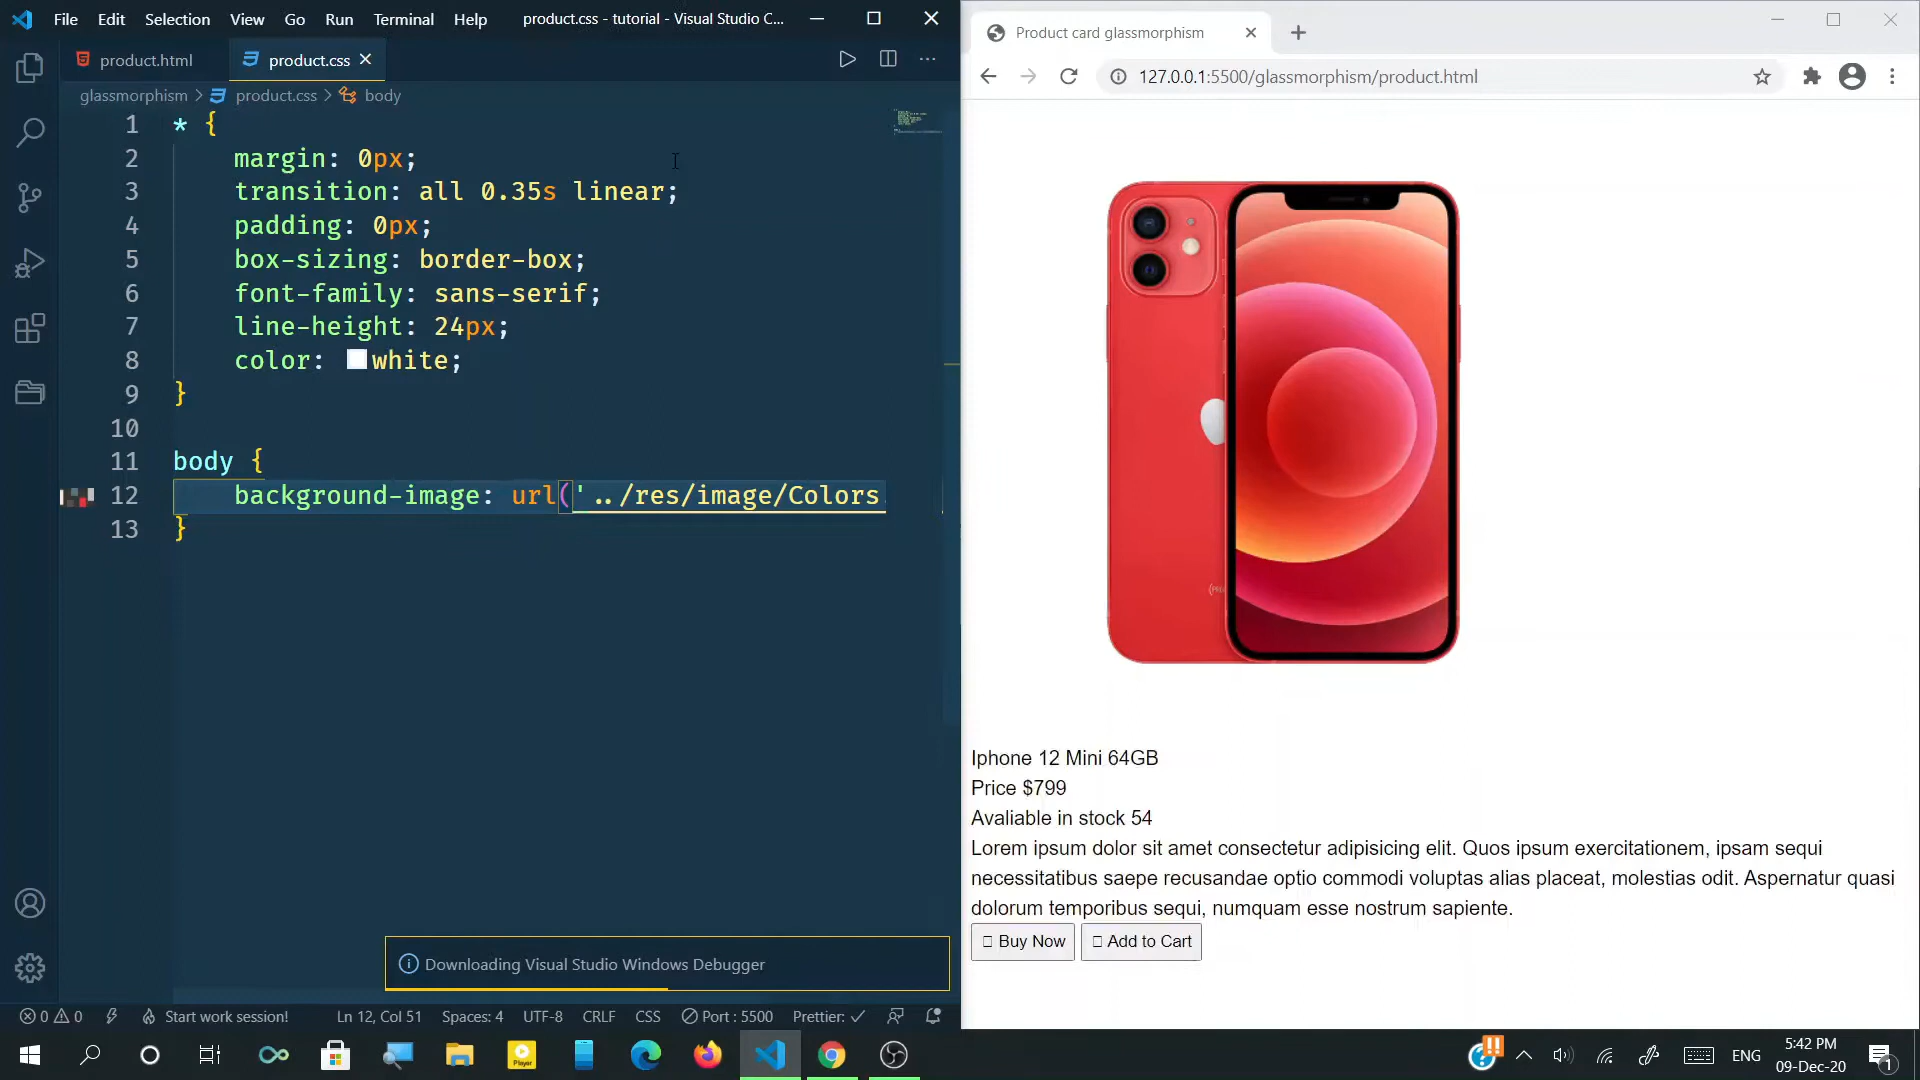 File Edit Selection View Go Run Terminal Help product.css - tutorial - Visual Studio C...
product.html product.css
glassmorphism > product.css > body
1 * {
2 margin: 0px;
3 transition: all 0.35s linear;
4 padding: 0px;
5 box-sizing: border-box;
6 font-family: sans-serif;
7 line-height: 24px;
8 color: white;
9 }
10
11 body {
12 background-image: url('../res/image/Colors
13 }
Downloading Visual Studio Windows Debugger
0 0 Start work session! Ln 12, Col 51 Spaces: 4 UTF-8 CRLF CSS Port : 5500 Prettier: ✓
Product card glassmorphism
127.0.0.1:5500/glassmorphism/product.html
Iphone 12 Mini 64GB
Price $799
Avaliable in stock 54
Lorem ipsum dolor sit amet consectetur adipisicing elit. Quos ipsum exercitationem, ipsam sequi
necessitatibus saepe recusandae optio commodi voluptas alias placeat, molestias odit. Aspernatur quasi
dolorum temporibus sequi, numquam esse nostrum sapiente.
Buy Now Add to Cart
Player
ENG
5:42 PM
09-Dec-20
1